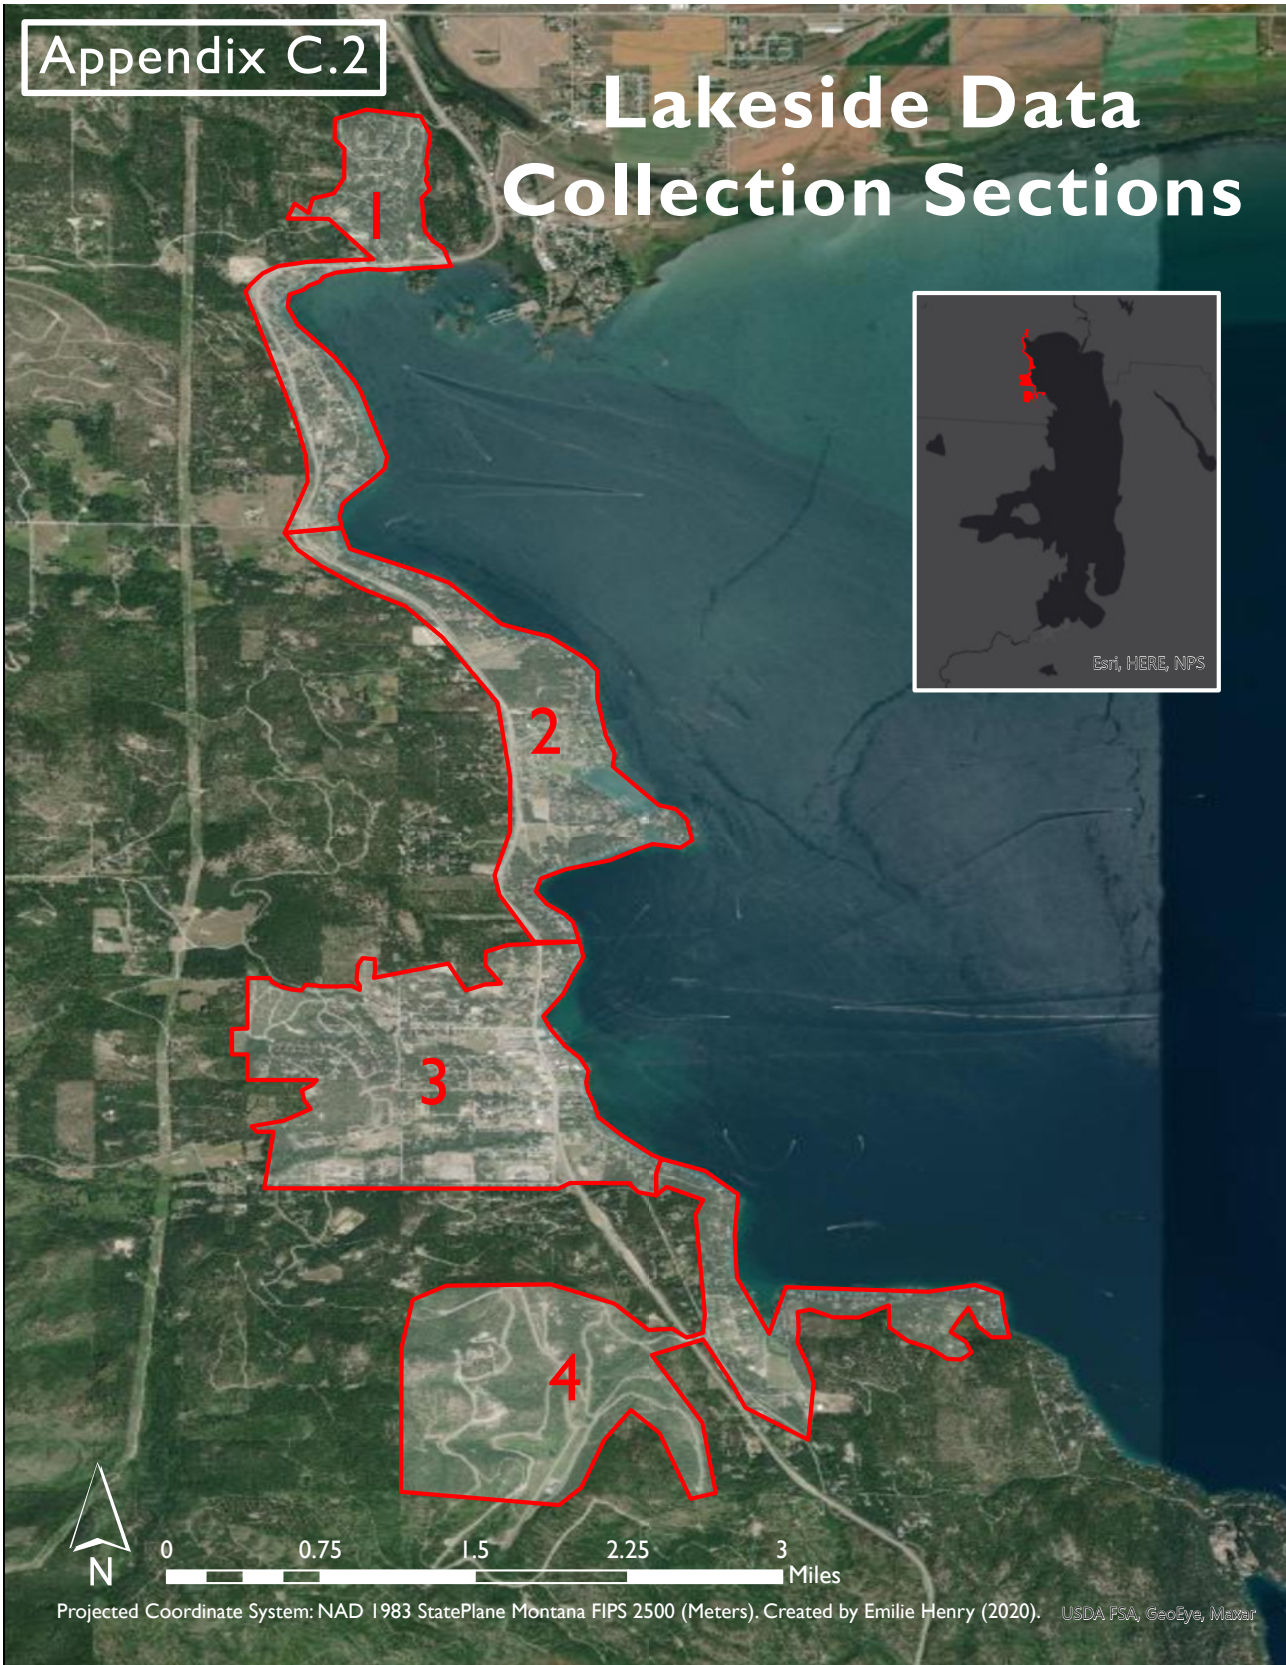 Appendix C.2
Lakeside Data
Collection Sections
1
Esri, HERE, NPS
2
3
4
N
0 0.75 1.5 2.25 3
Miles
Projected Coordinate System: NAD 1983 StatePlane Montana FIPS 2500 (Meters). Created by Emilie Henry (2020).
USDA FSA, GeoEye, Maxar